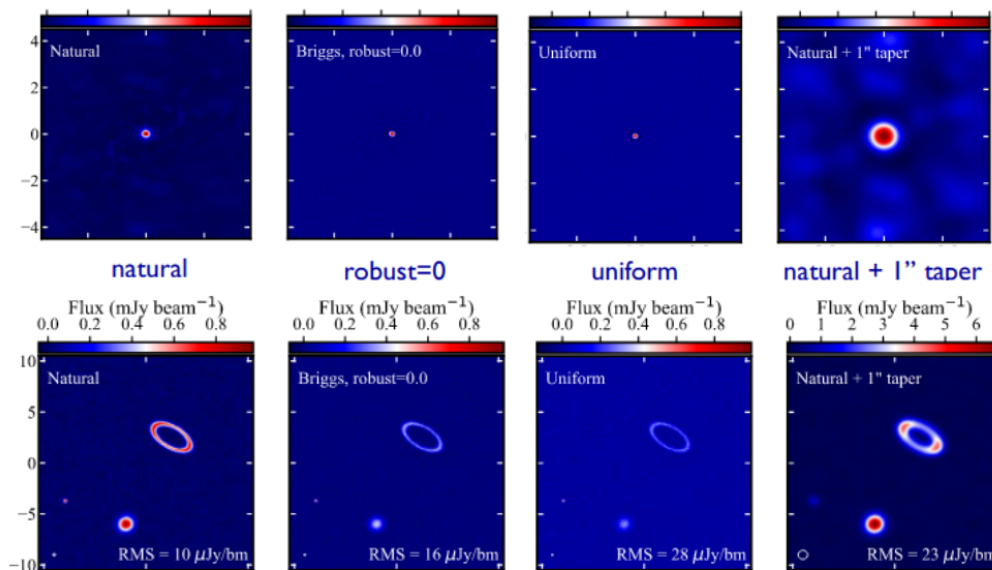 Natural
Briggs, robust=0.0
Uniform
Natural + 1" taper
4
2
0
−2
−4
natural
robust=0
uniform
natural + 1” taper
Flux (mJy beam⁻¹)
Flux (mJy beam⁻¹)
Flux (mJy beam⁻¹)
Flux (mJy beam⁻¹)
0.0 0.2 0.4 0.6 0.8
0.0 0.2 0.4 0.6 0.8
0.0 0.2 0.4 0.6 0.8
0 1 2 3 4 5 6
10
5
0
−5
−10
Natural
Briggs, robust=0.0
Uniform
Natural + 1" taper
RMS = 10 μJy/bm
RMS = 16 μJy/bm
RMS = 28 μJy/bm
RMS = 23 μJy/bm